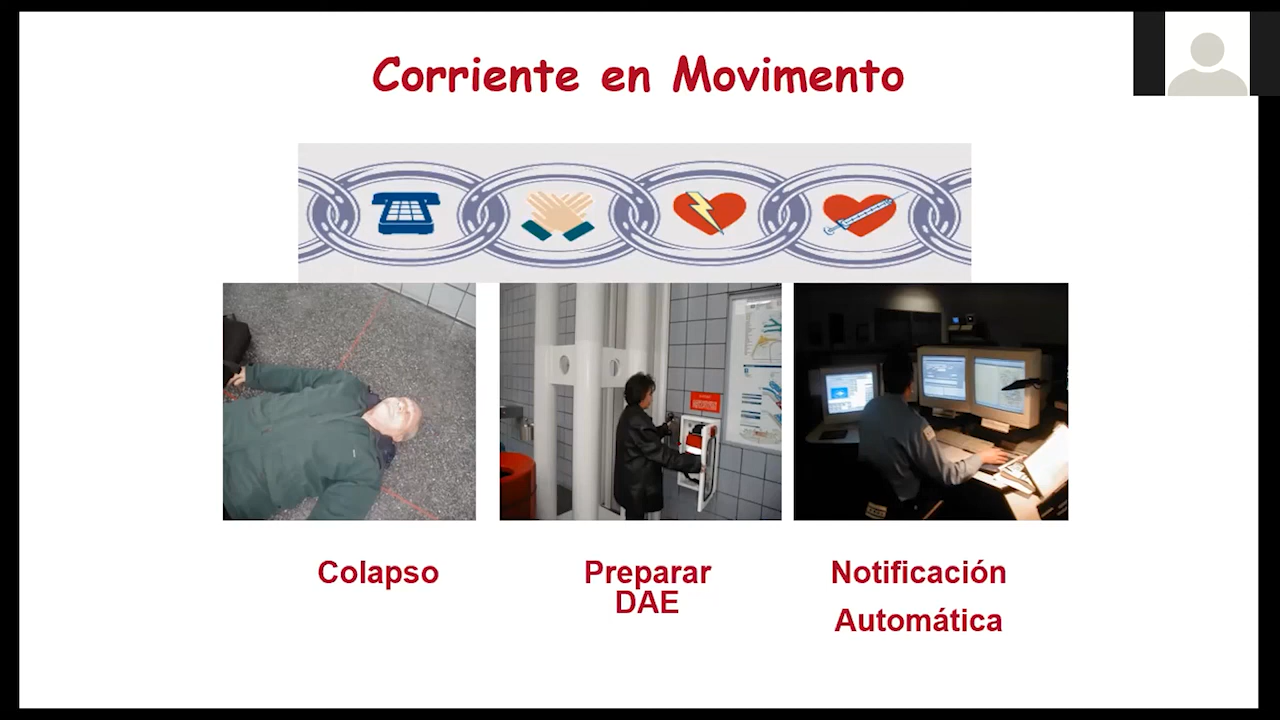 Corriente en Movimento
Colapso
Preparar
DAE
Notificación
Automática